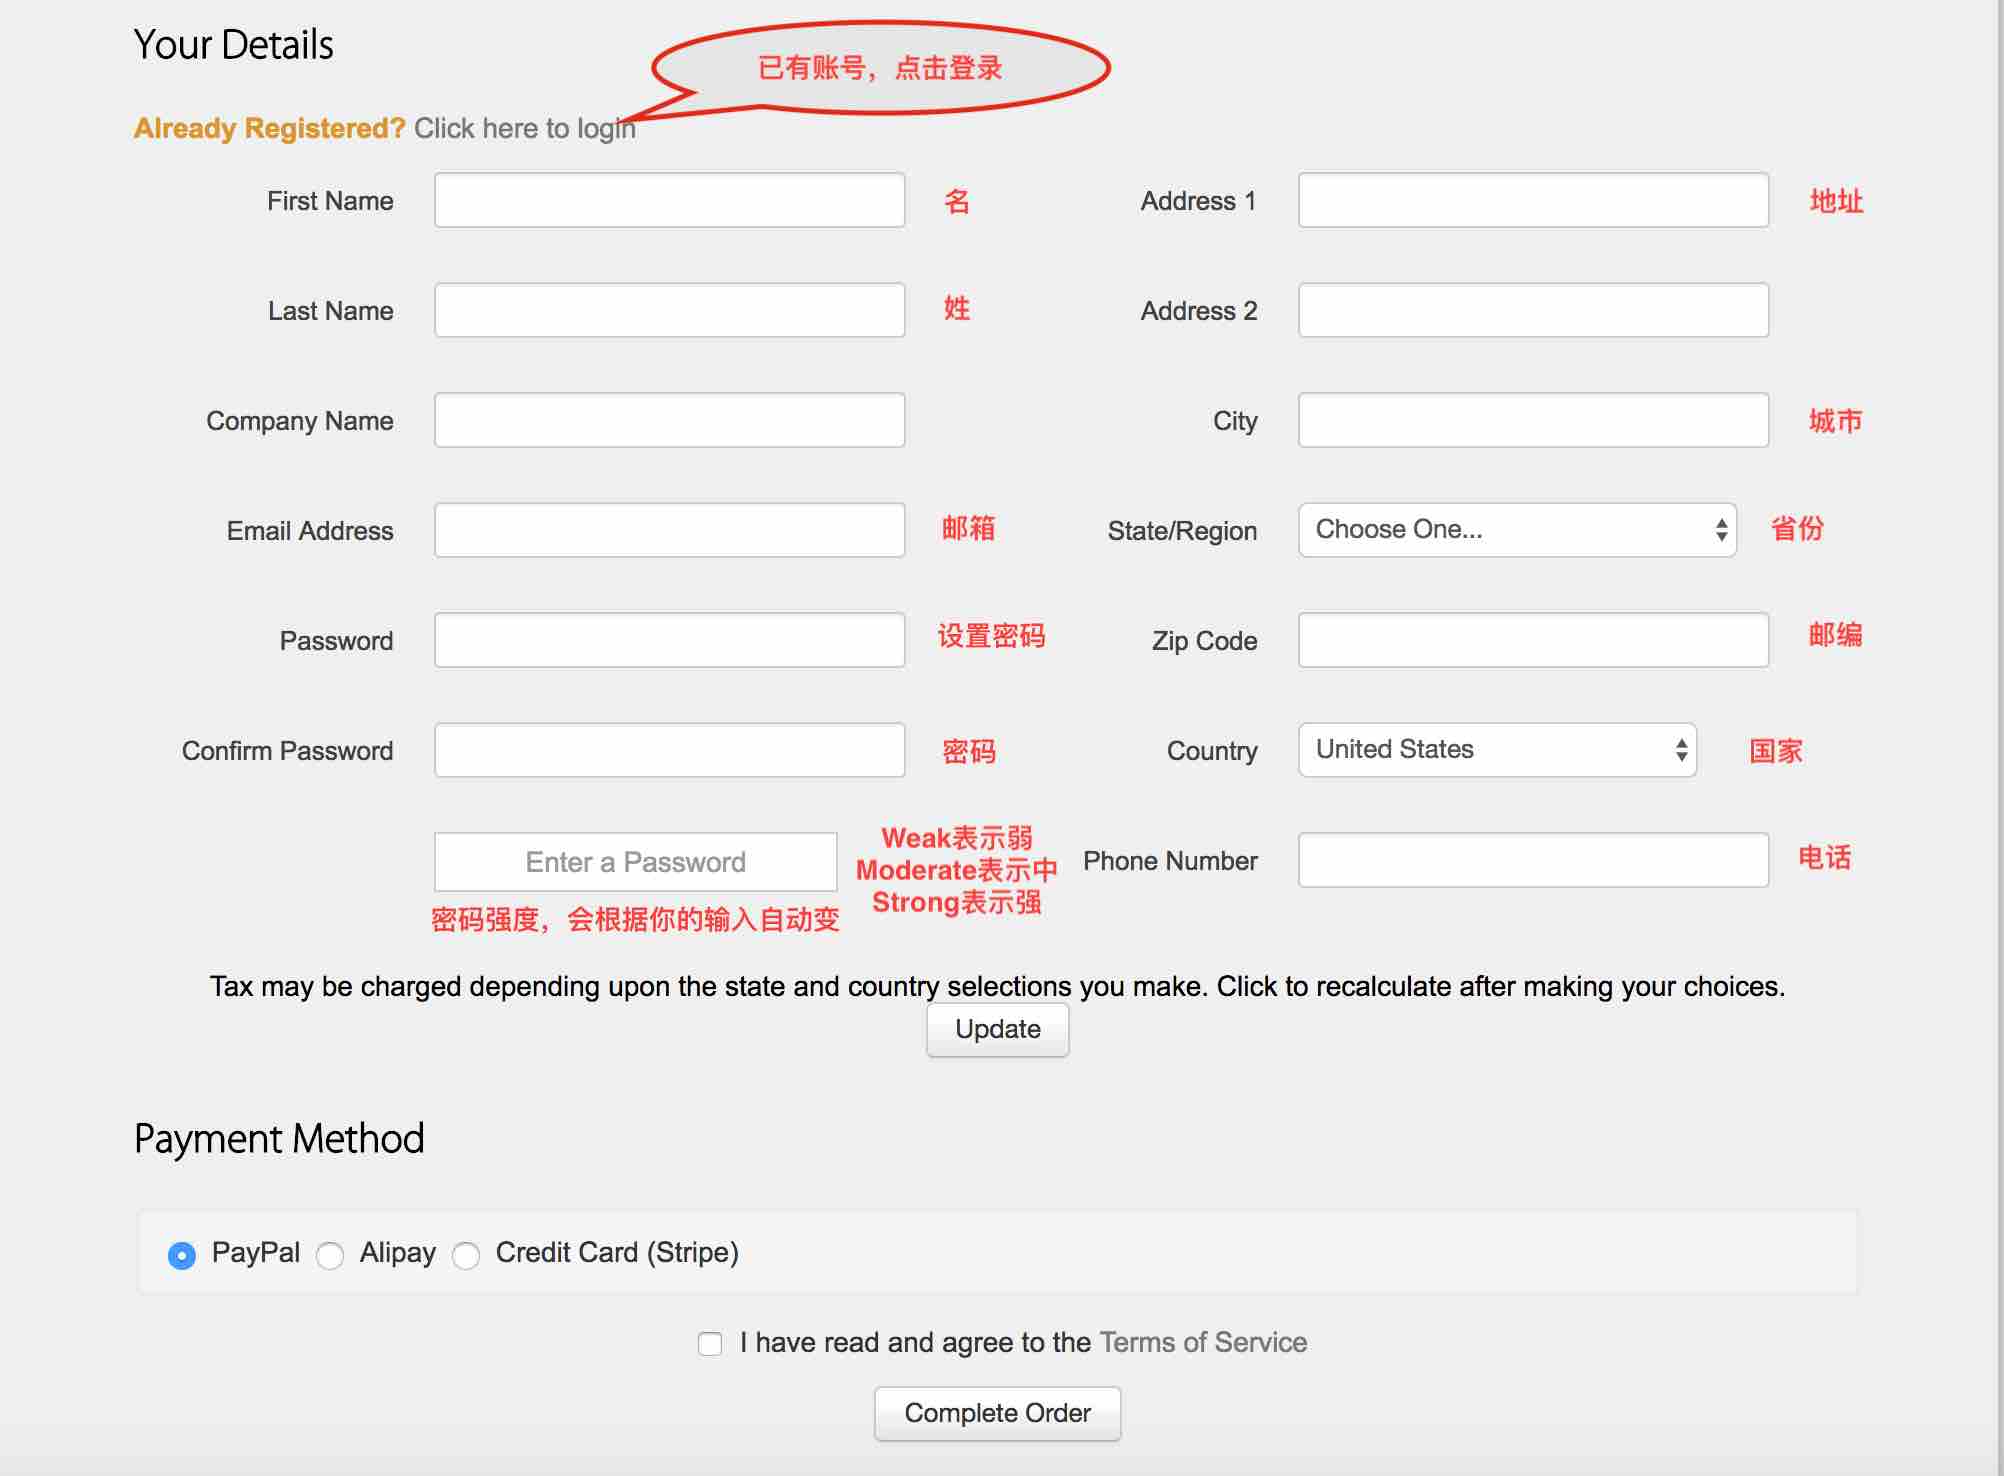 Your Details
已有账号，点击登录
Already Registered? Click here to login
First Name 名 Address 1 地址
Last Name 姓 Address 2
Company Name City 城市
Email Address 邮箱 State/Region Choose One... 省份
Password 设置密码 Zip Code 邮编
Confirm Password 密码 Country United States 国家
Enter a Password Weak表示弱 Phone Number 电话
Moderate表示中
Strong表示强
密码强度，会根据你的输入自动变
Tax may be charged depending upon the state and country selections you make. Click to recalculate after making your choices.
Update
Payment Method
PayPal Alipay Credit Card (Stripe)
I have read and agree to the Terms of Service
Complete Order